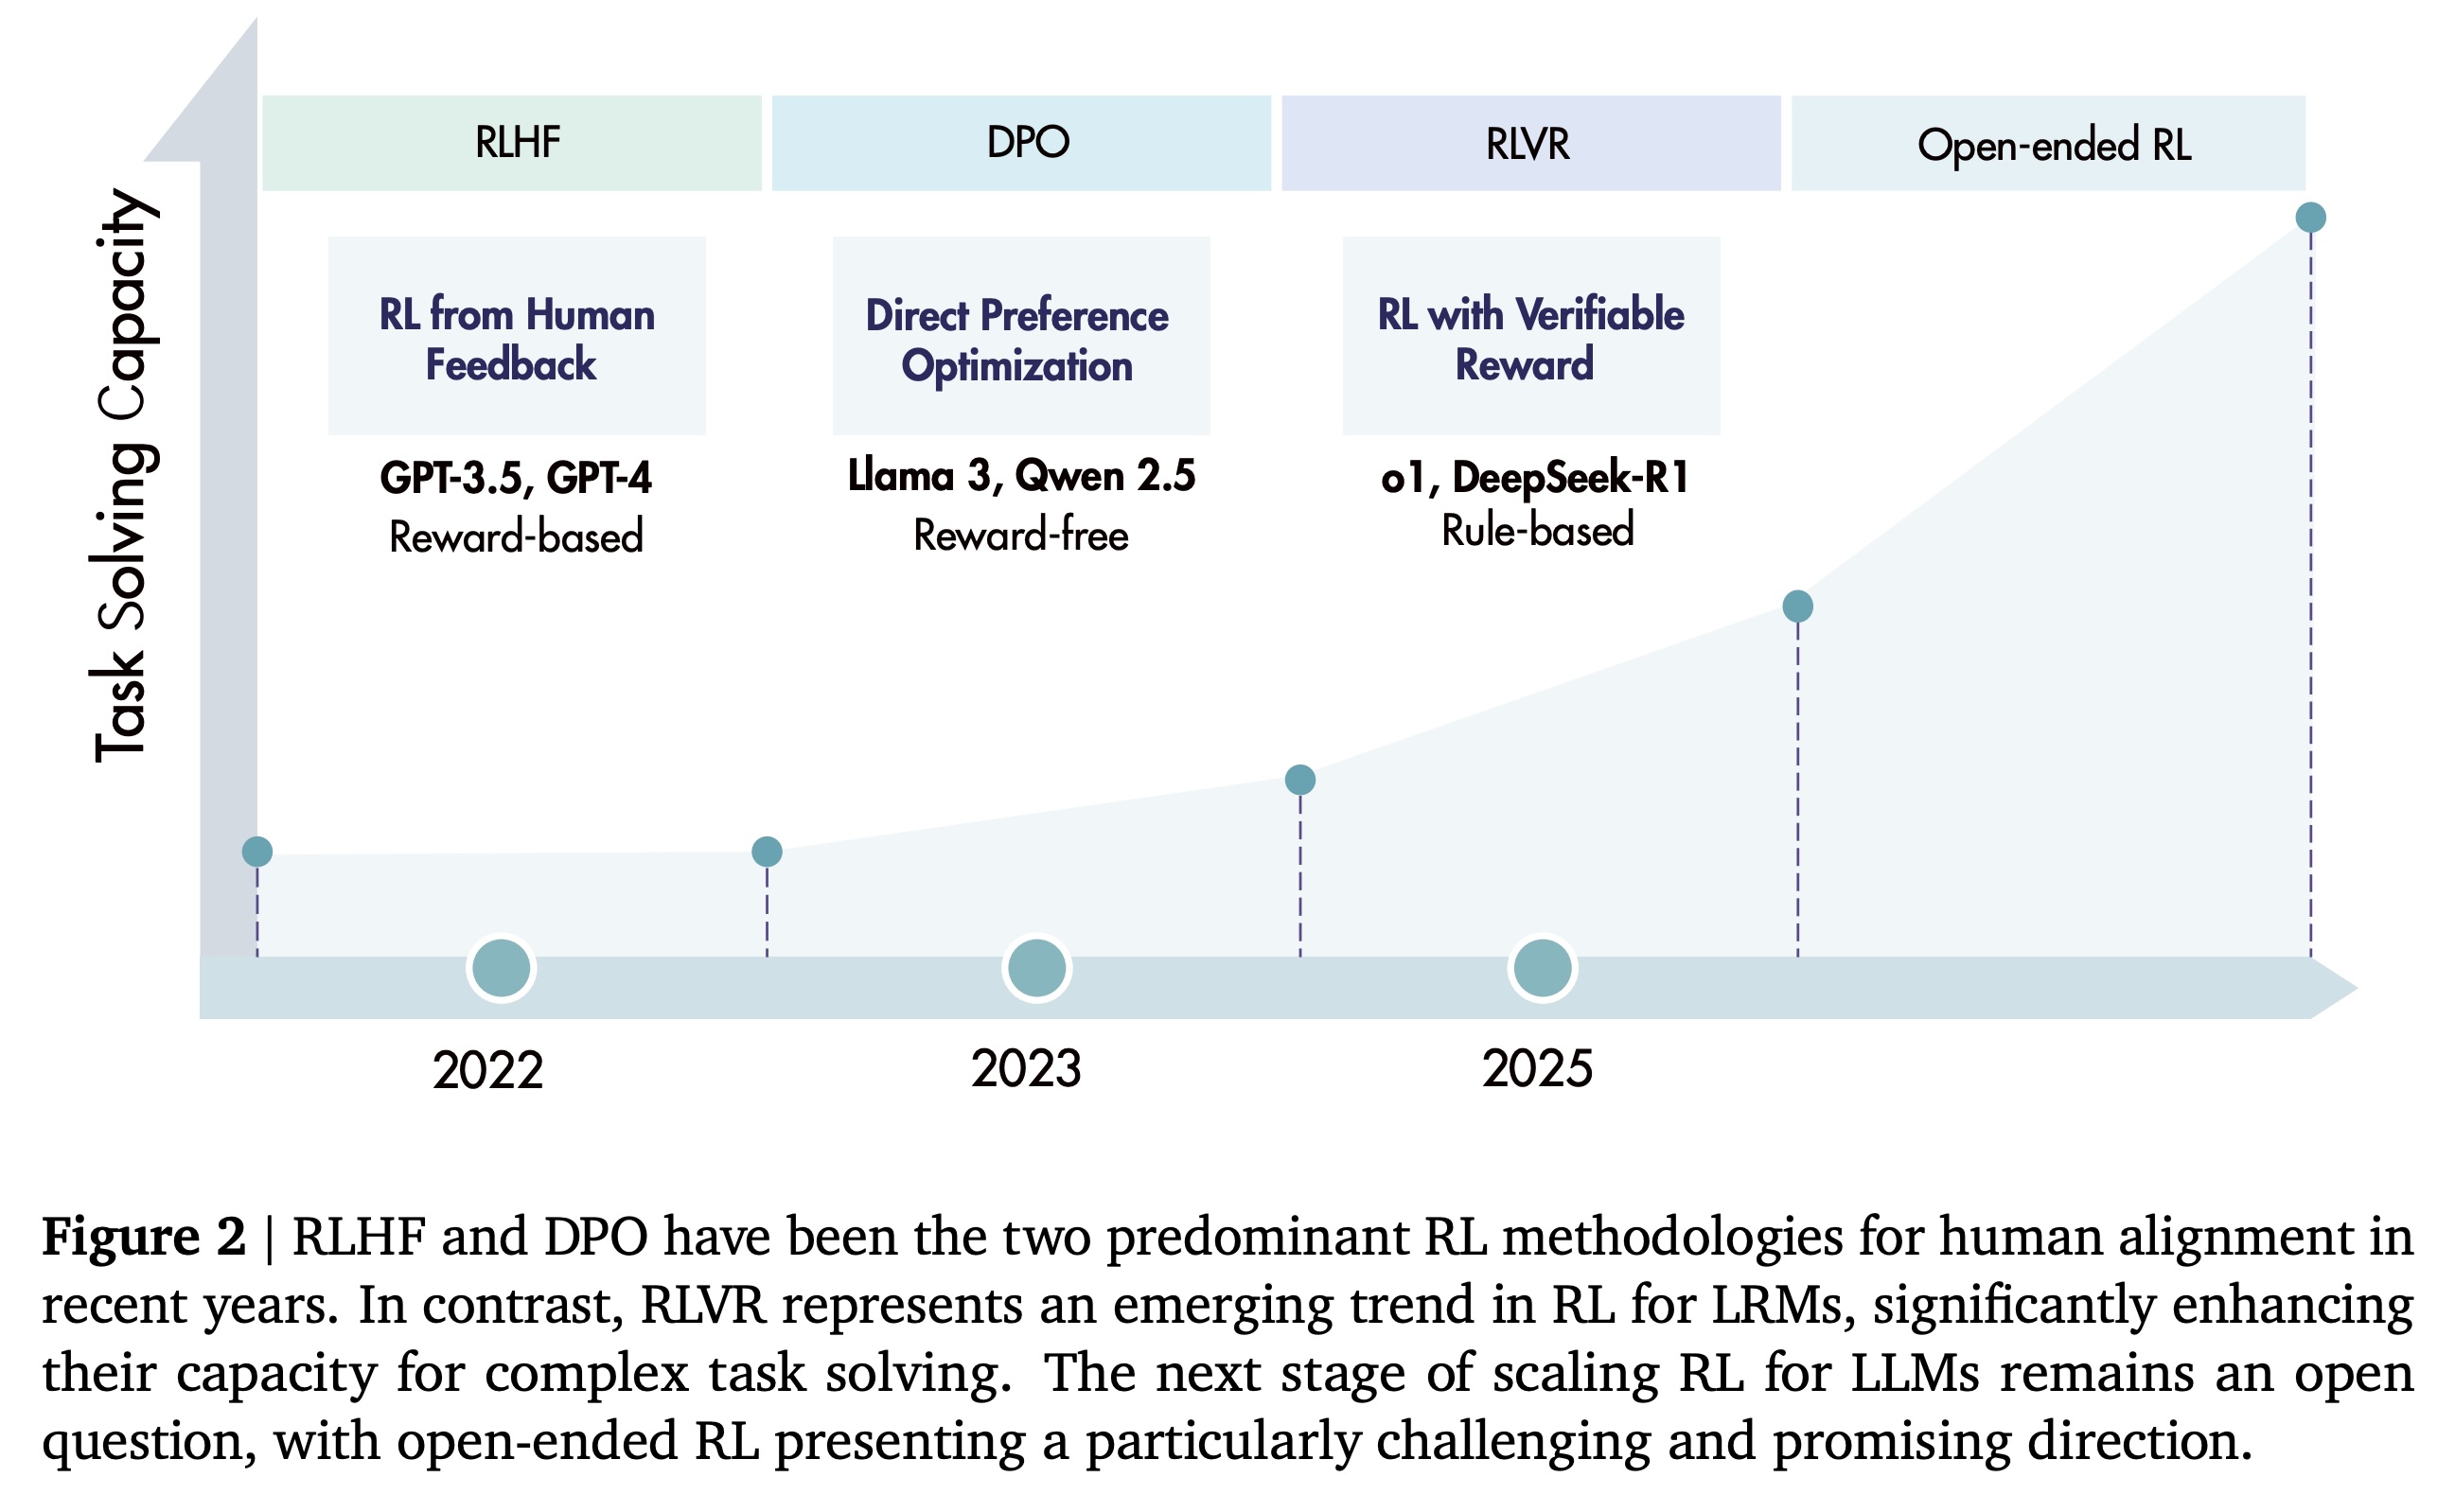 Task Solving Capacity
RLHF
DPO
RLVR
Open-ended RL
RL from Human
Feedback
GPT-3.5, GPT-4
Reward-based
Direct Preference
Optimization
Llama 3, Qwen 2.5
Reward-free
RL with Verifiable
Reward
o1, DeepSeek-R1
Rule-based
2022
2023
2025
Figure 2 | RLHF and DPO have been the two predominant RL methodologies for human alignment in
recent years. In contrast, RLVR represents an emerging trend in RL for LRMs, significantly enhancing
their capacity for complex task solving. The next stage of scaling RL for LLMs remains an open
question, with open-ended RL presenting a particularly challenging and promising direction.